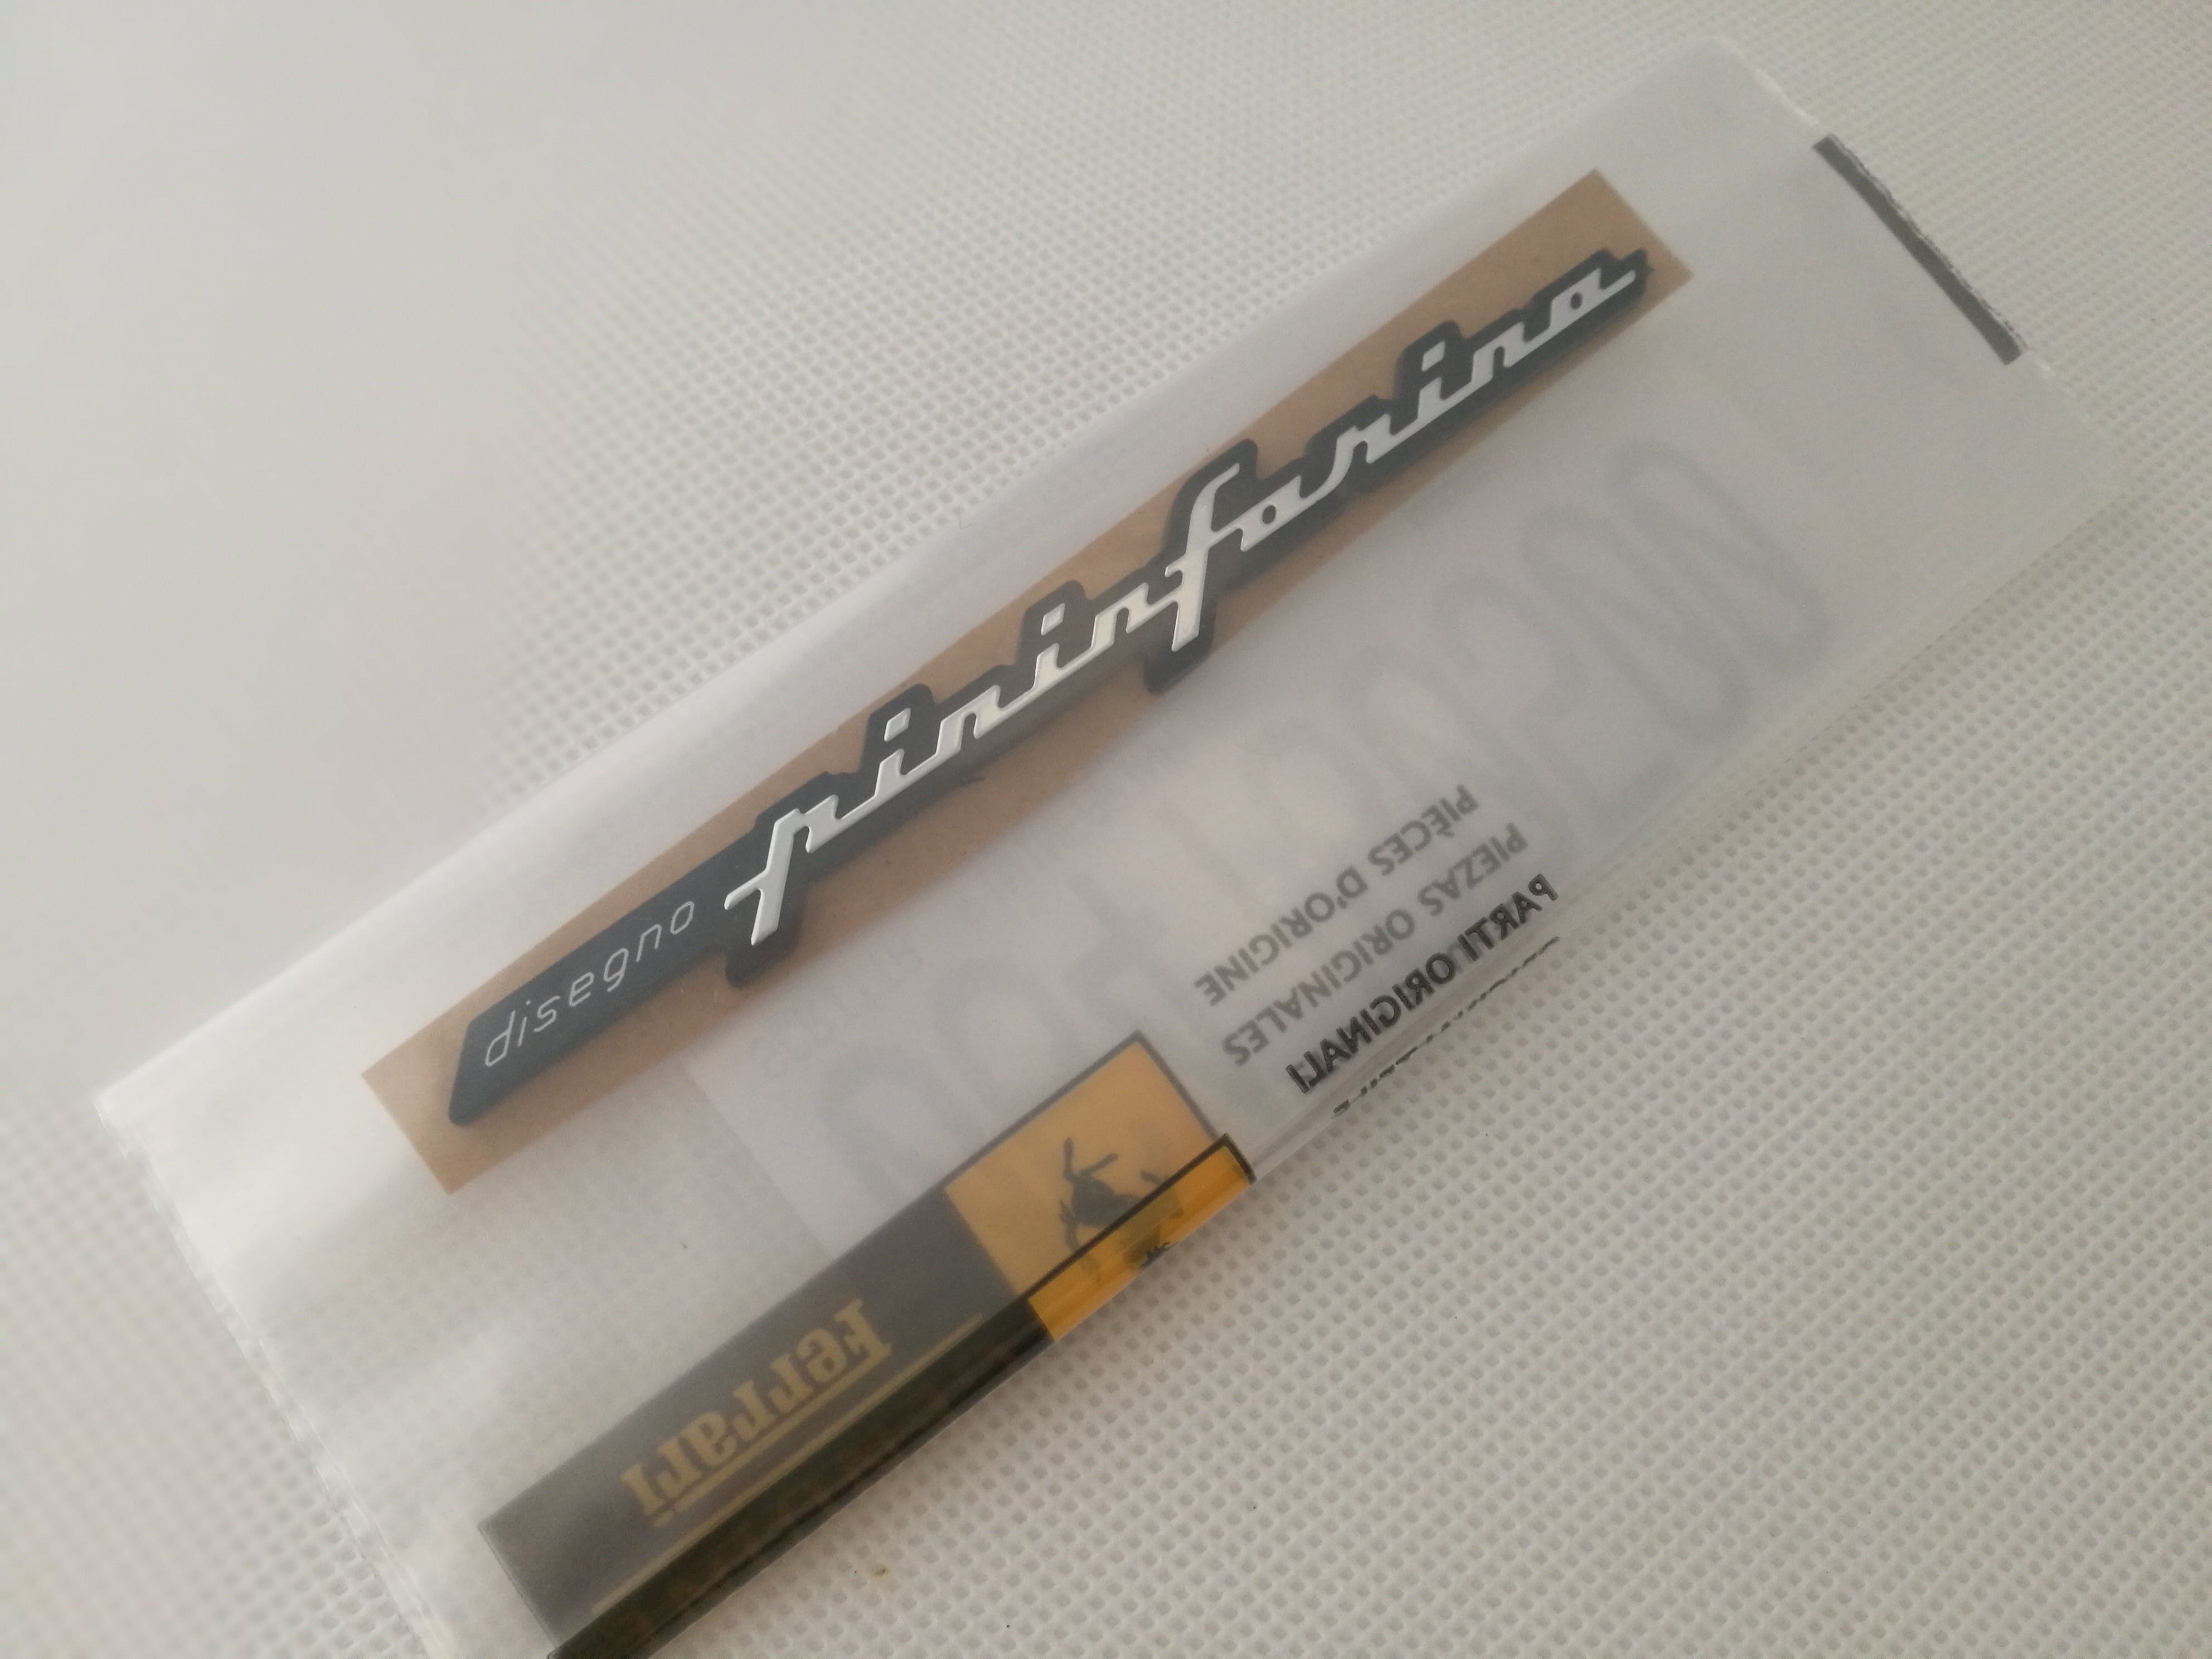 disegno pininfarina
PIÈCES D'ORIGINE
PIEZAS ORIGINALES
PARTI ORIGINALI
Ferrari